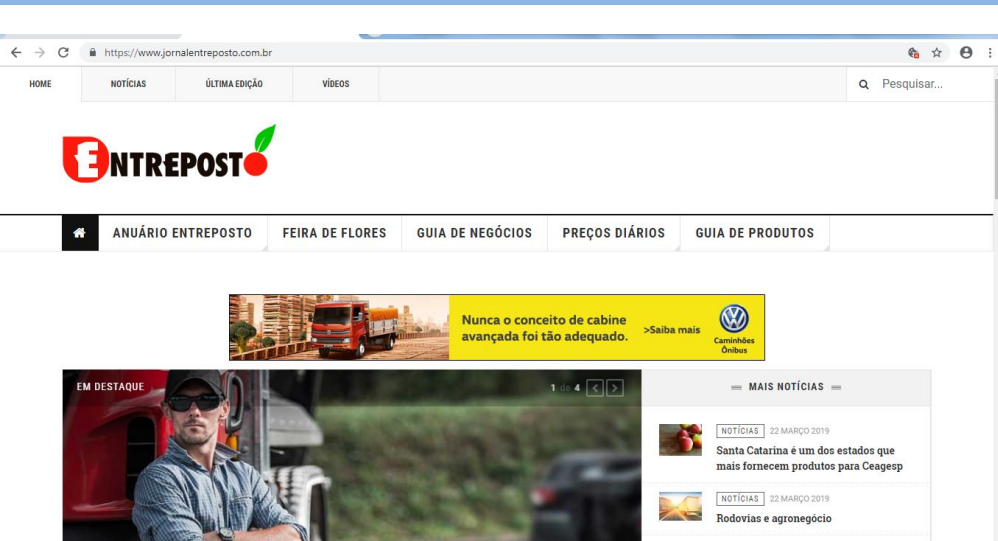 https://www.jornalentreposto.com.br
HOME NOTÍCIAS ÚLTIMA EDIÇÃO VÍDEOS Pesquisar...
ENTREPOSTO
ANUÁRIO ENTREPOSTO FEIRA DE FLORES GUIA DE NEGÓCIOS PREÇOS DIÁRIOS GUIA DE PRODUTOS
Nunca o conceito de cabine
avançada foi tão adequado.
>Saiba mais
Caminhões
Ônibus
EM DESTAQUE 1 de 4
MAIS NOTÍCIAS
NOTÍCIAS 22 MARÇO 2019
Santa Catarina é um dos estados que
mais fornecem produtos para Ceagesp
NOTÍCIAS 22 MARÇO 2019
Rodovias e agronegócio